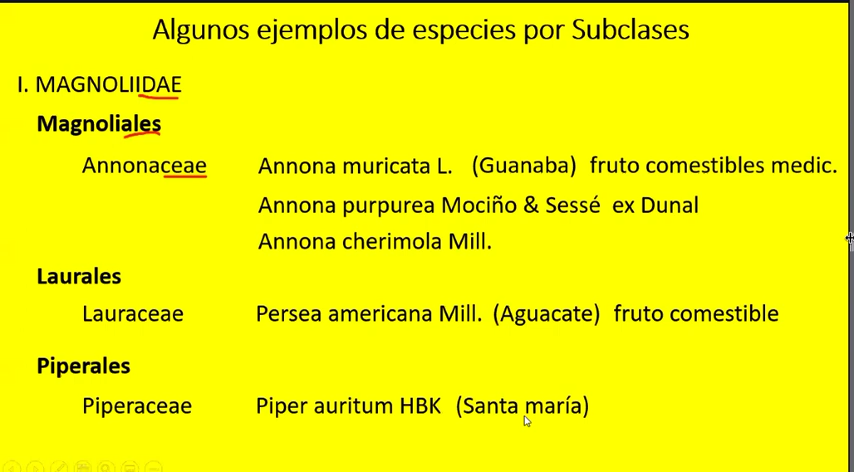 Algunos ejemplos de especies por Subclases
I. MAGNOLIIDAE
Magnoliales
Annonaceae Annona muricata L. (Guanaba) fruto comestibles medic.
Annona purpurea Mociño & Sessé ex Dunal
Annona cherimola Mill.
Laurales
Lauraceae Persea americana Mill. (Aguacate) fruto comestible
Piperales
Piperaceae Piper auritum HBK (Santa maría)